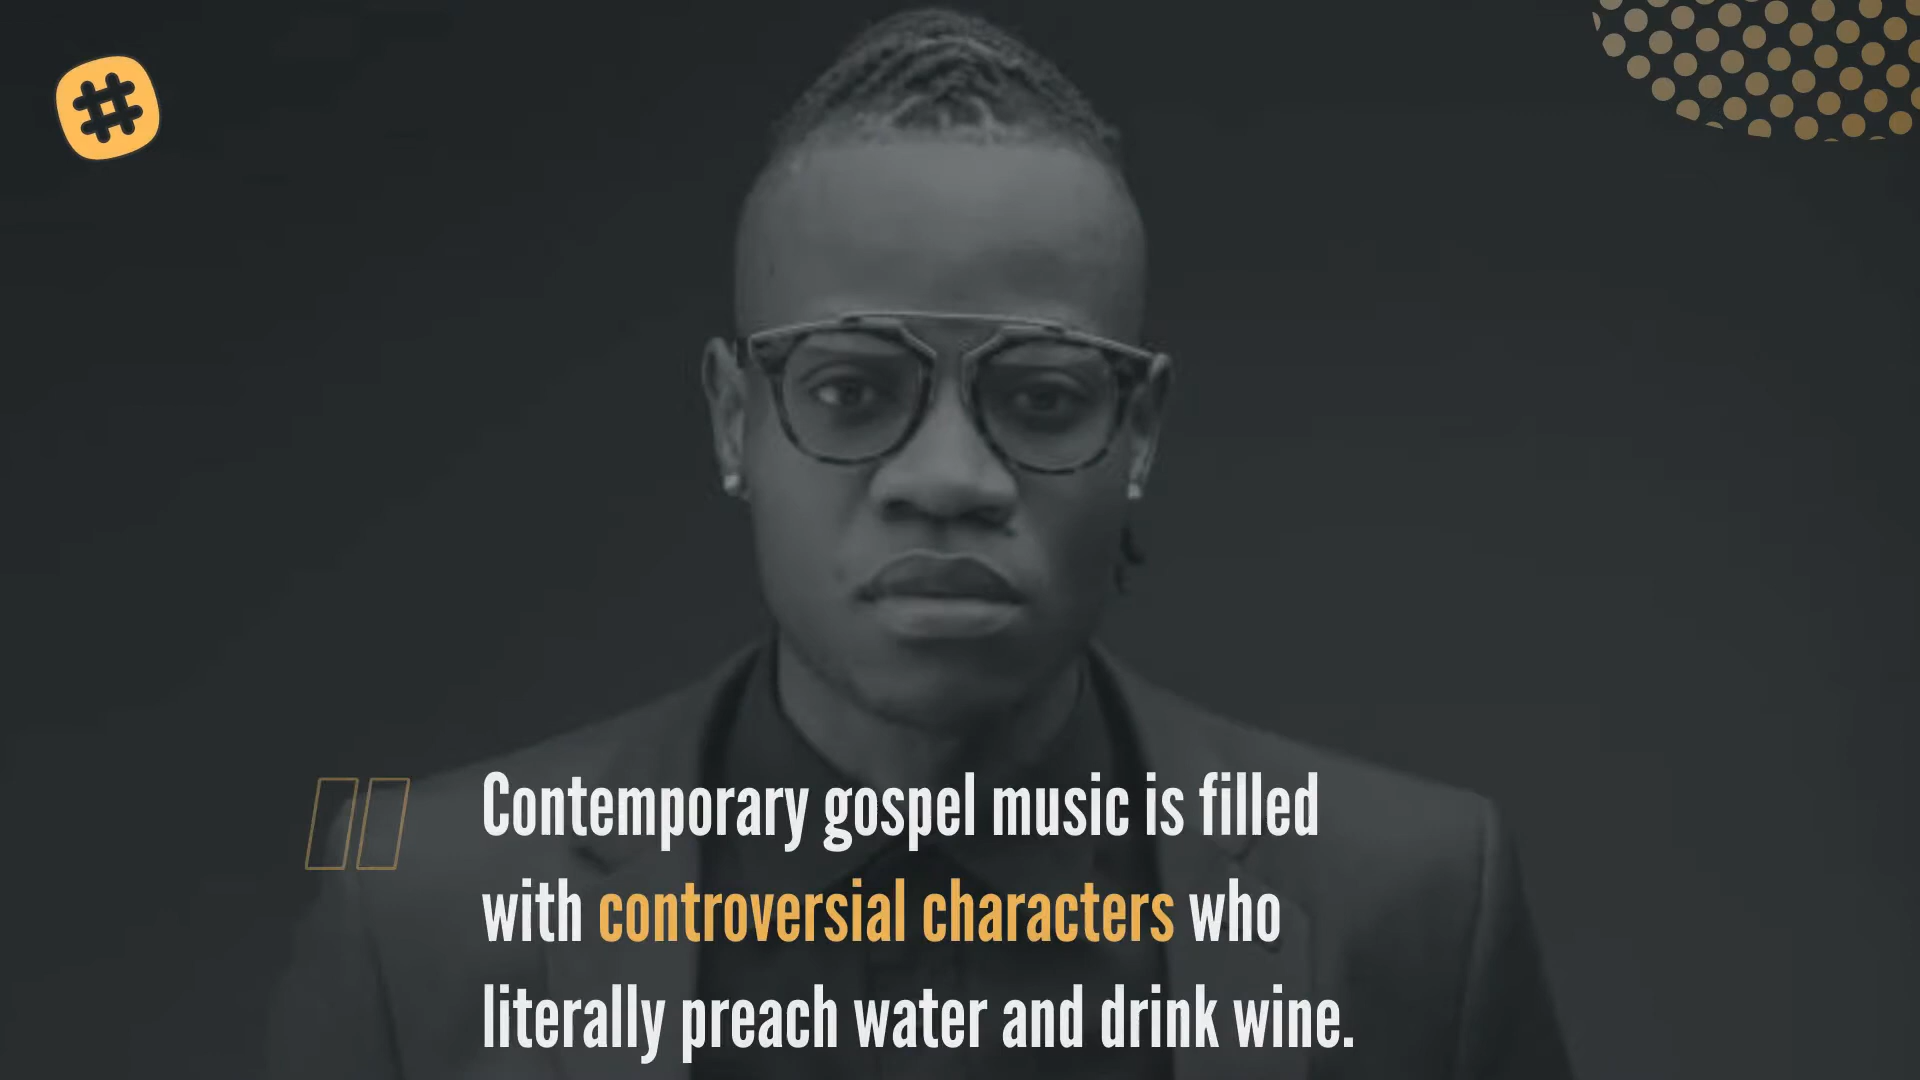 Contemporary gospel music is filled
with controversial characters who
literally preach water and drink wine.